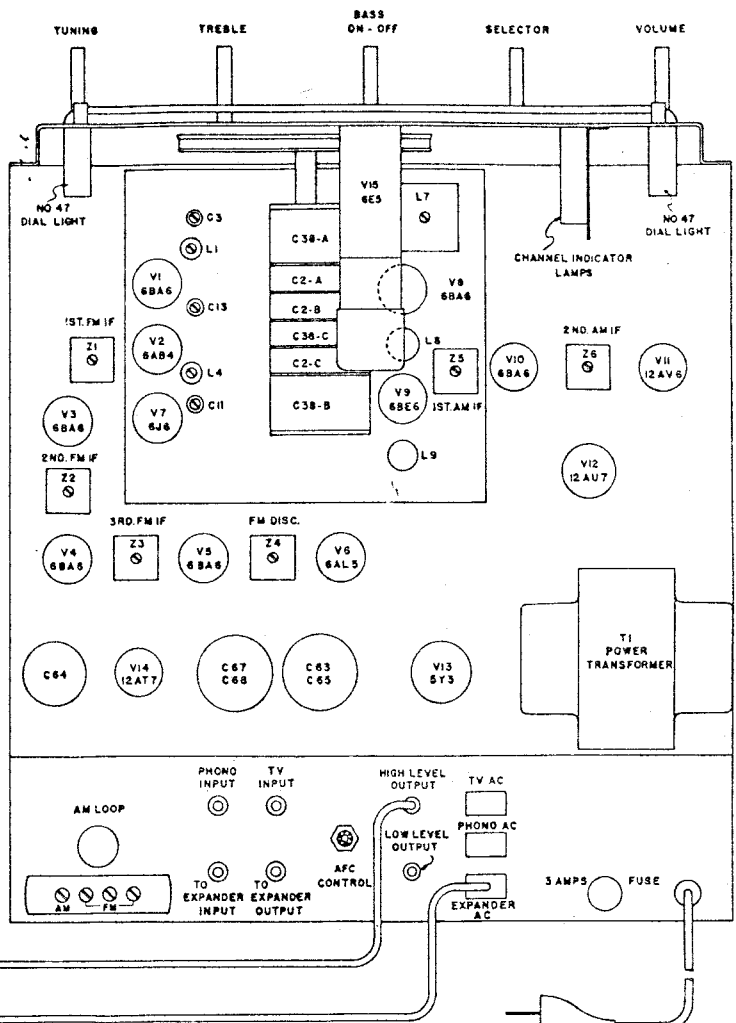 TUNING
TREBLE
BASS
ON - OFF
SELECTOR
VOLUME
NO 47
DIAL LIGHT
V15
6E5
L7
NO 47
DIAL LIGHT
CHANNEL INDICATOR
LAMPS
C3
L1
C38-A
V1
6BA6
C2-A
V8
6BA6
C13
C2-B
1ST. FM IF
Z1
V2
6AB4
C38-C
L8
C2-C
Z5
1ST. AM IF
V10
6BA6
2ND. AM IF
Z6
V11
12AV6
L4
C11
V3
6BA6
V7
6J6
C38-B
V9
6BE6
L9
2ND. FM IF
Z2
V12
12AU7
3RD. FM IF
FM DISC.
V4
6BA6
Z3
V5
6BA6
Z4
V6
6AL5
T1
POWER
TRANSFORMER
C64
V14
12AT7
C67
C68
C63
C65
V13
5Y3
PHONO
INPUT
TV
INPUT
HIGH LEVEL
OUTPUT
TV AC
AM LOOP
PHONO AC
LOW LEVEL
OUTPUT
AFC
CONTROL
TO
EXPANDER
INPUT
TO
EXPANDER
OUTPUT
EXPANDER
AC
3 AMPS
FUSE
AM
FM